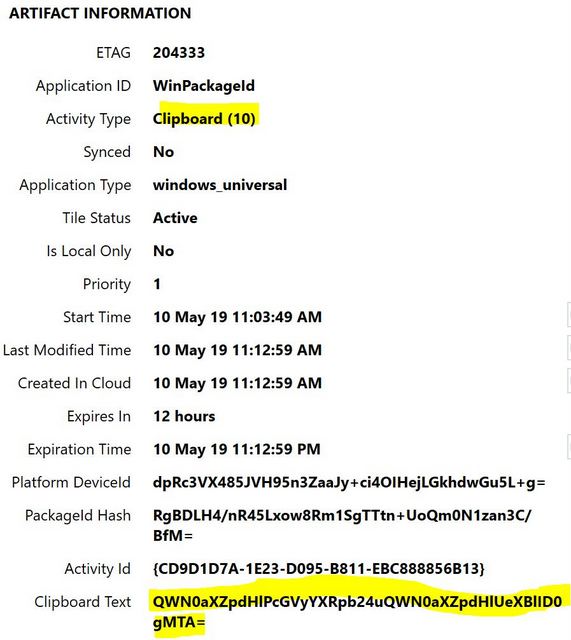 ARTIFACT INFORMATION
ETAG 204333
Application ID WinPackageId
Activity Type Clipboard (10)
Synced No
Application Type windows_universal
Tile Status Active
Is Local Only No
Priority 1
Start Time 10 May 19 11:03:49 AM
Last Modified Time 10 May 19 11:12:59 AM
Created In Cloud 10 May 19 11:12:59 AM
Expires In 12 hours
Expiration Time 10 May 19 11:12:59 PM
Platform DeviceId dpRc3VX485JVH95n3ZaaJy+ci4OIHejLGkhdwGu5L+g=
PackageId Hash RgBDLH4/nR45Lxow8Rm1SgTTtn+UoQm0N1zan3C/
BfM=
Activity Id {CD9D1D7A-1E23-D095-B811-EBC888856B13}
Clipboard Text QWN0aXZpdHlPcGVyYXRpb24uQWN0aXZpdHlUeXBlID0
gMTA=